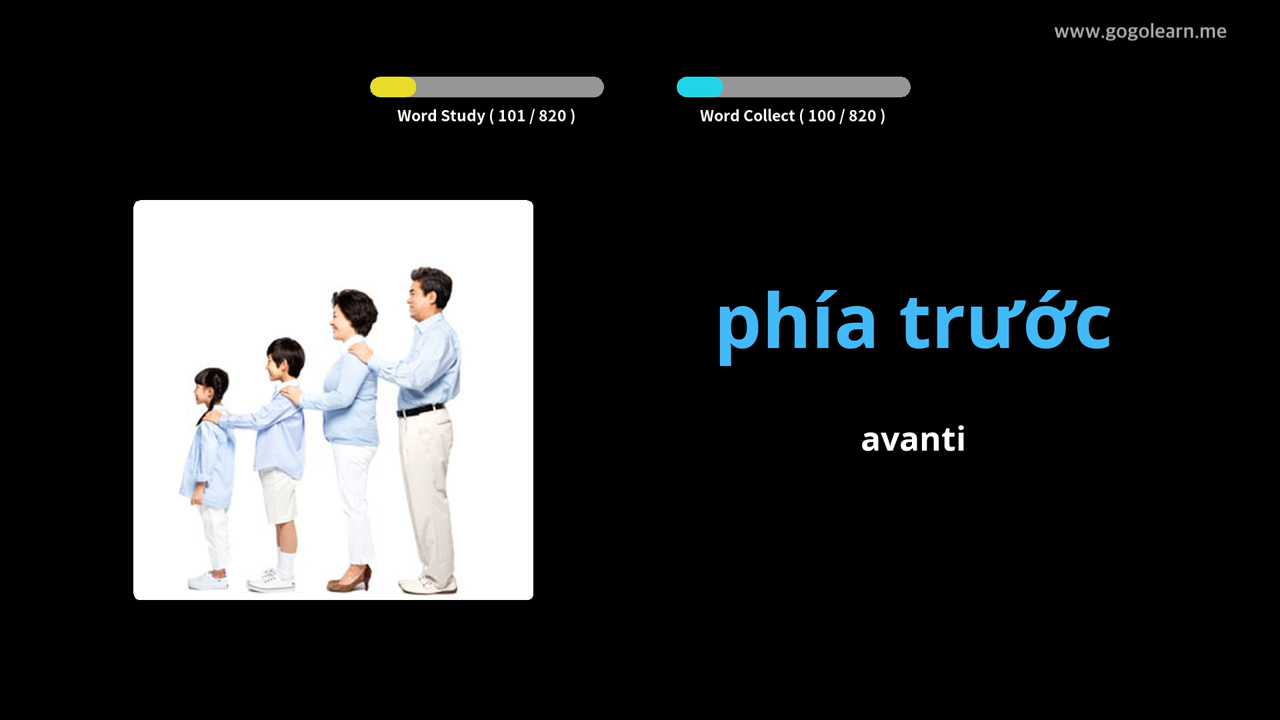 www.gogolearn.me
Word Study ( 101 / 820 )
Word Collect ( 100 / 820 )
phía trước
avanti